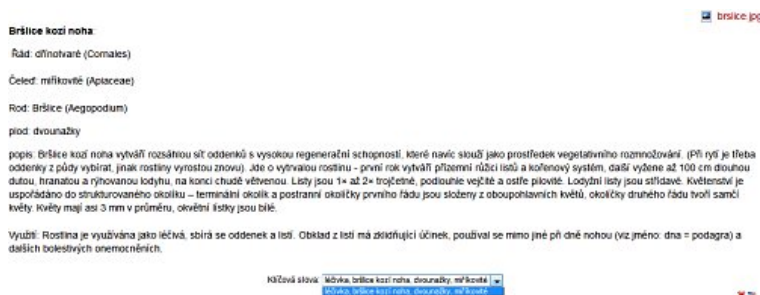 brslice.jpg
Bršlice kozí noha:
Řád: dřínotvaré (Cornales)
Čeleď: miříkovité (Apiaceae)
Rod: Bršlice (Aegopodium)
plod: dvounažky
popis: Bršlice kozí noha vytváří rozsáhlou síť oddenků s vysokou regenerační schopností, které navíc slouží jako prostředek vegetativního rozmnožování. (Při rytí je třeba
oddenky z půdy vybírat, jinak rostliny vyrostou znovu). Jde o vytrvalou rostlinu - první rok vytváří přízemní růžici listů a kořenový systém, další vyžene až 100 cm dlouhou
dutou, hranatou a rýhovanou lodyhu, na konci chudě větvenou. Listy jsou 1× až 2× trojčetné, podlouhle vejčité a ostře pilovité. Lodyžní listy jsou střídavé. Květenství je
uspořádáno do strukturovaného okolíku – terminální okolík a postranní okolíčky prvního řádu jsou složeny z oboupohlavních květů, okolíčky druhého řádu tvoří samčí
květy. Květy mají asi 3 mm v průměru, okvětní lístky jsou bílé.
Využití: Rostlina je využívána jako léčivá, sbírá se oddenek a listí. Obklad z listí má zklidňující účinek, používal se mimo jiné při dně nohou (viz jméno: dna = podagra) a
dalších bolestivých onemocněních.
Klíčová slova: léčivka, bršlice kozí noha, dvounažky, miříkovité
léčivka, bršlice kozí noha, dvounažky, miříkovité